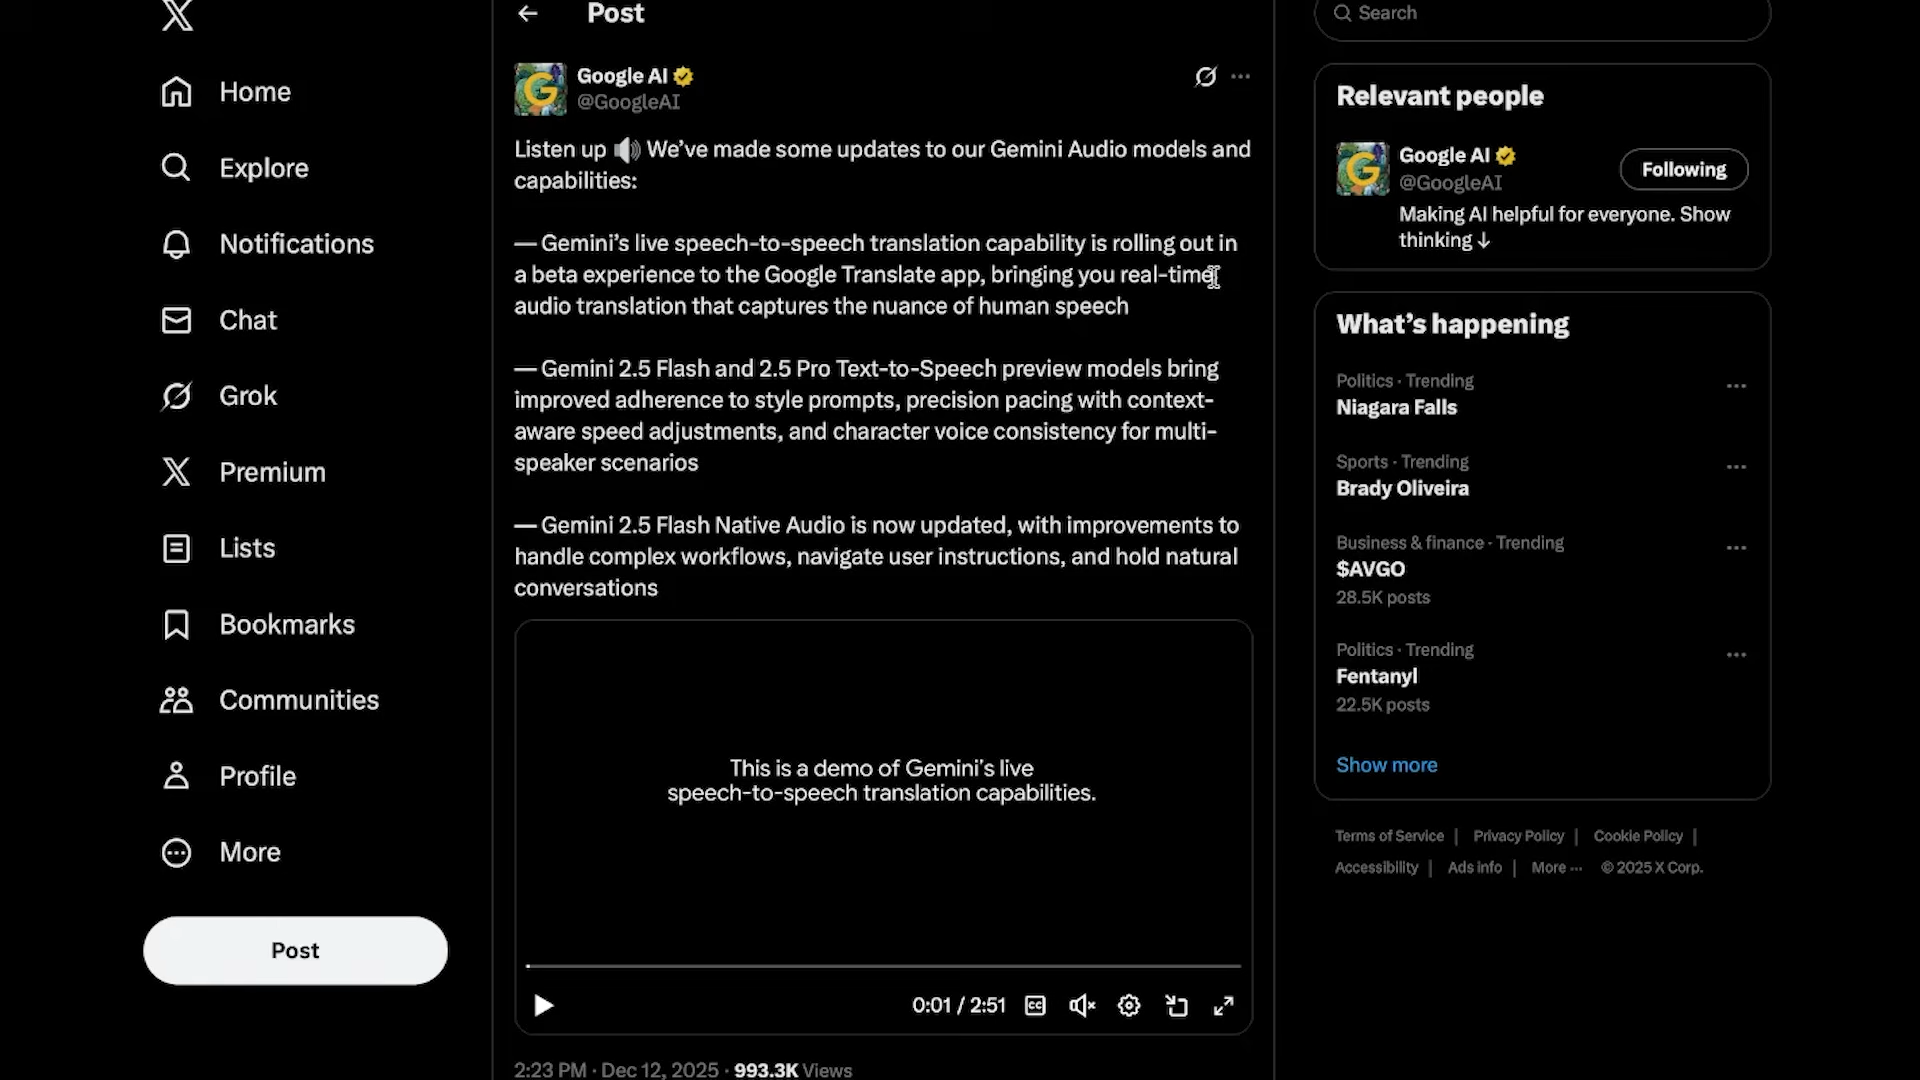 Home
Explore
Notifications
Chat
Grok
Premium
Lists
Bookmarks
Communities
Profile
More
Post
Post
Google AI
@GoogleAI
Listen up 🔊 We've made some updates to our Gemini Audio models and
capabilities:
— Gemini's live speech-to-speech translation capability is rolling out in
a beta experience to the Google Translate app, bringing you real-time
audio translation that captures the nuance of human speech
— Gemini 2.5 Flash and 2.5 Pro Text-to-Speech preview models bring
improved adherence to style prompts, precision pacing with context-
aware speed adjustments, and character voice consistency for multi-
speaker scenarios
— Gemini 2.5 Flash Native Audio is now updated, with improvements to
handle complex workflows, navigate user instructions, and hold natural
conversations
This is a demo of Gemini's live
speech-to-speech translation capabilities.
0:01 / 2:51
CC
2:23 PM · Dec 12, 2025 · 993.3K Views
Search
Relevant people
Google AI
@GoogleAI
Following
Making AI helpful for everyone. Show
thinking ↓
What's happening
Politics · Trending
Niagara Falls
Sports · Trending
Brady Oliveira
Business & finance · Trending
$AVGO
28.5K posts
Politics · Trending
Fentanyl
22.5K posts
Show more
Terms of Service | Privacy Policy | Cookie Policy |
Accessibility | Ads info | More ··· © 2025 X Corp.